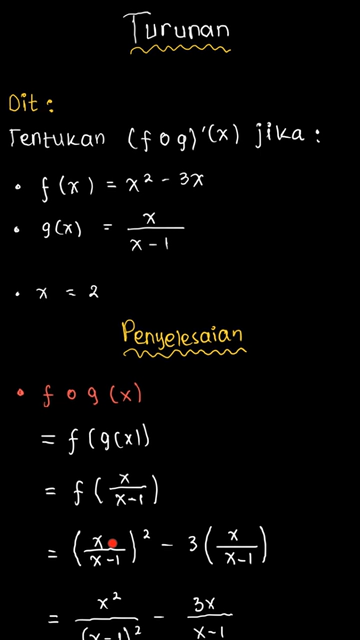 Turunan
Dit :
Tentukan (f o g)'(x) jika :
• f(x) = x² - 3x
• g(x) = x/(x-1)
• x = 2
Penyelesaian
• f o g (x)
= f(g(x))
= f(x/(x-1))
= (x/(x-1))² - 3(x/(x-1))
= x²/(x-1)² - 3x/(x-1)